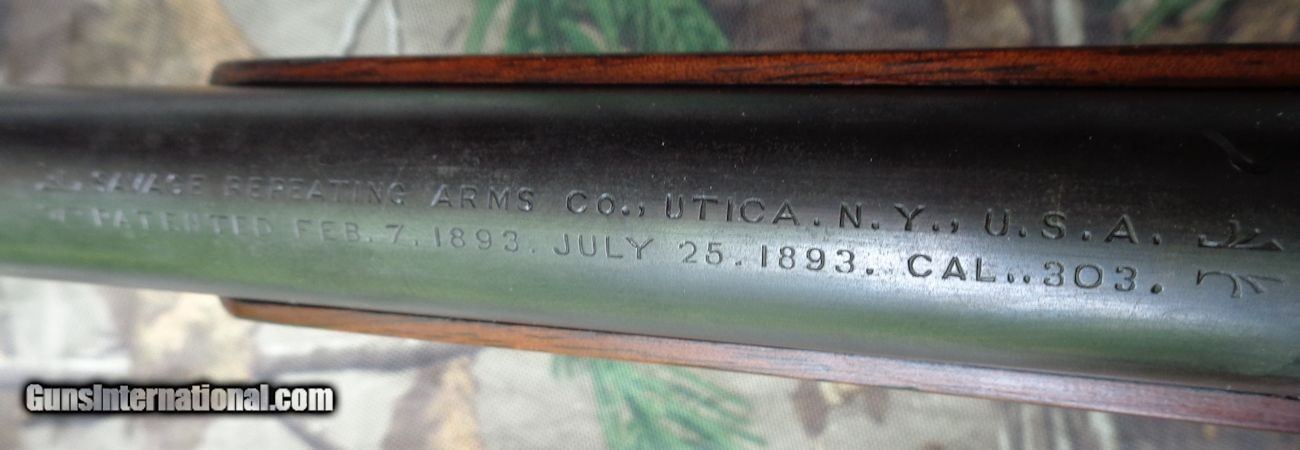 SAVAGE REPEATING ARMS CO., UTICA. N. Y., U. S. A.
PATENTED FEB. 7. 1893. JULY 25. 1893. CAL. .303.
GunsInternational.com